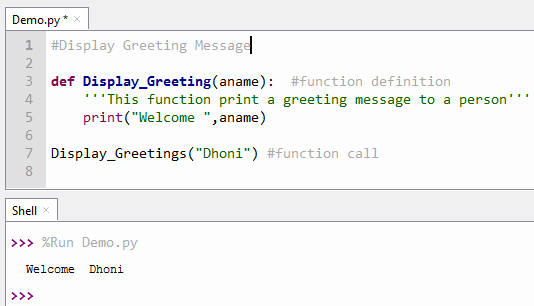 Demo.py * ×
1 #Display Greeting Message
2
3 def Display_Greeting(aname):  #function definition
4     '''This function print a greeting message to a person'''
5     print("Welcome ",aname)
6
7 Display_Greetings("Dhoni") #function call
8
Shell ×
>>> %Run Demo.py
Welcome  Dhoni
>>>